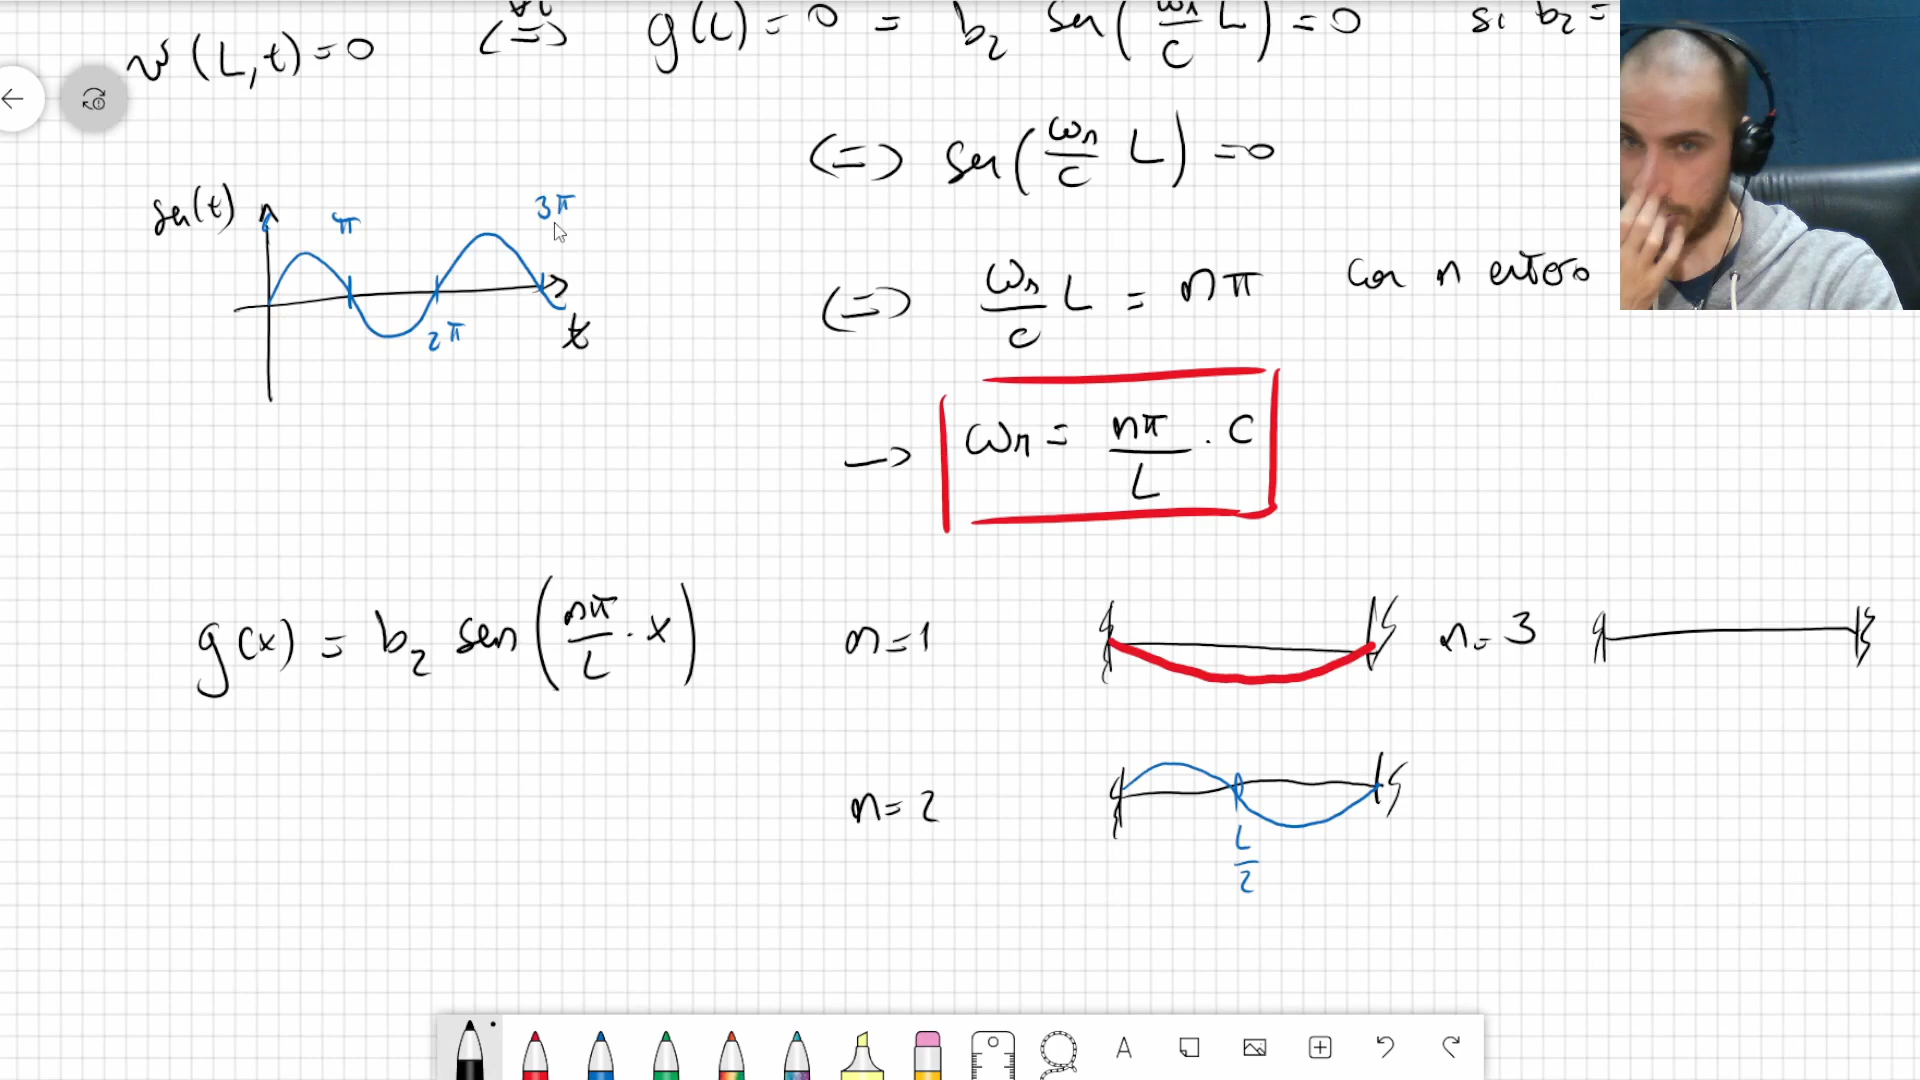 v(L,t)=0 (=) g(L)=0 = b₂ sen(ωn/c L)=0 si b₂=
(=) sen(ωn/c L)=0
sen(t) π 3π
(=) ωn/c L = nπ con n entero
2π t
-> ωn = nπ/L . c
g(x) = b₂ sen(nπ/L . x) n=1 n=3
n=2
L/2
A